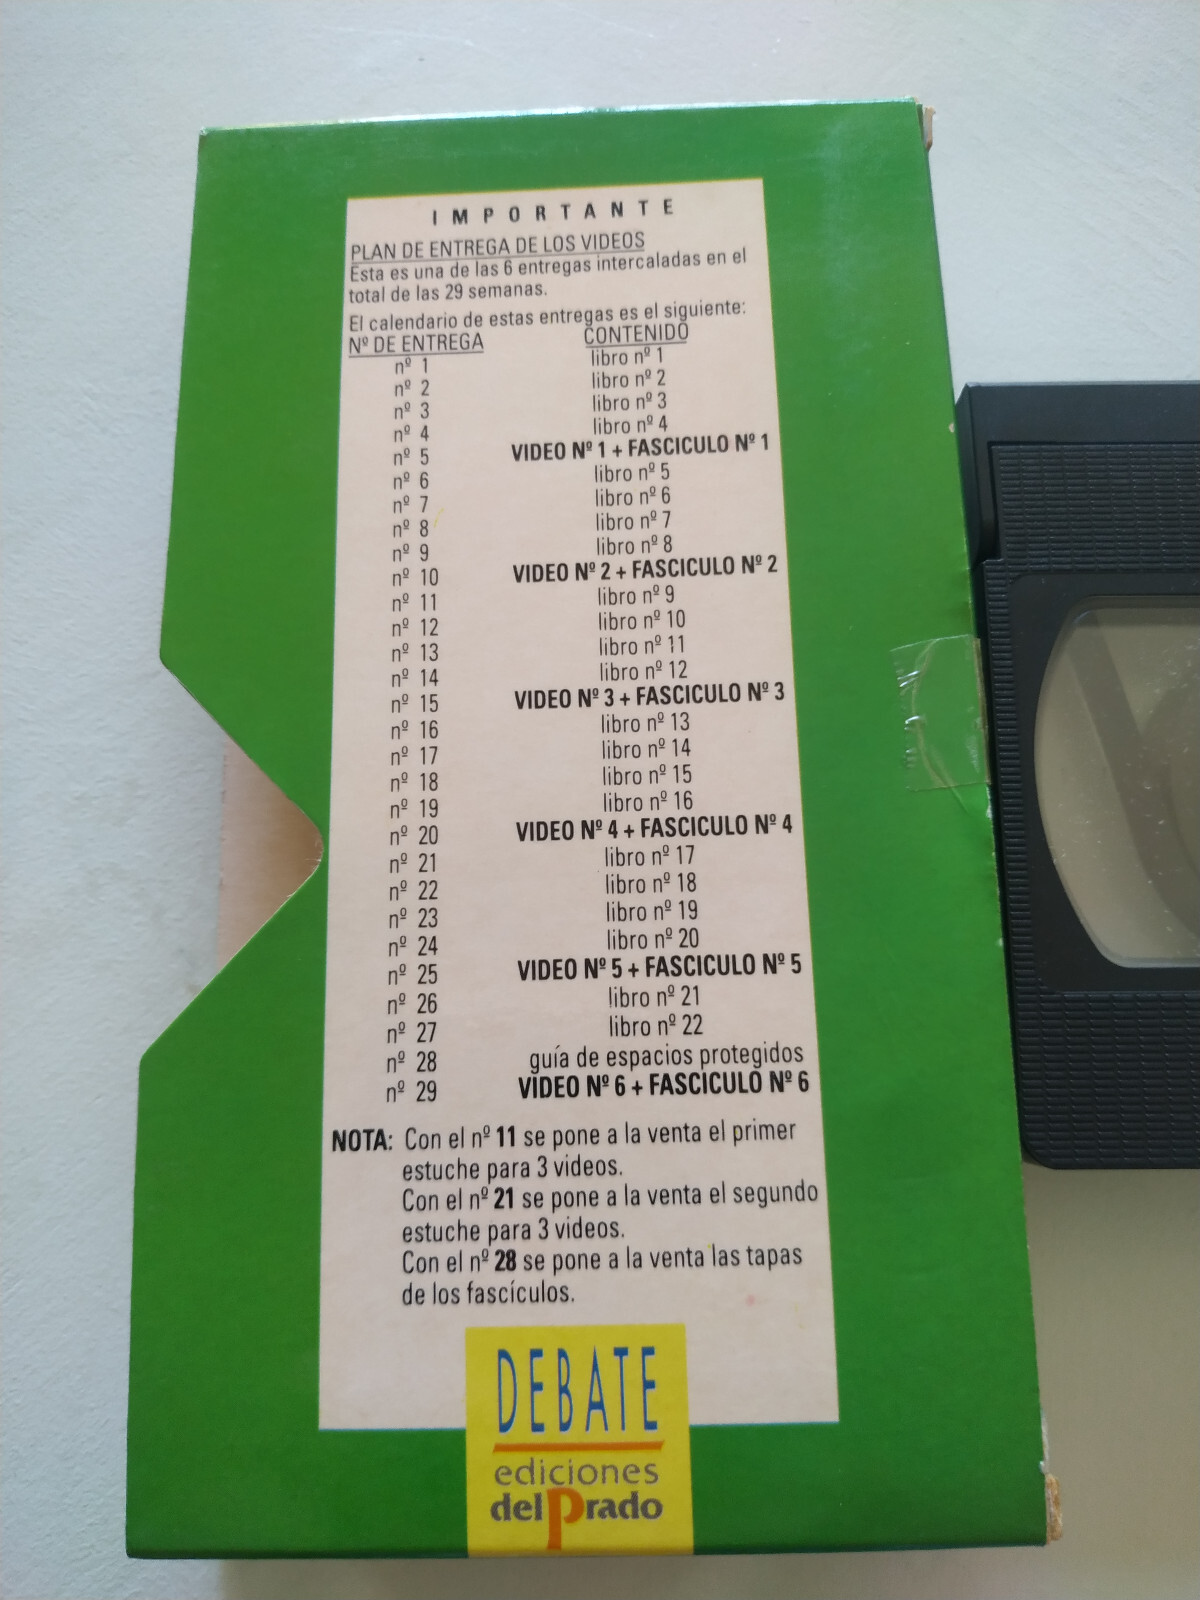 IMPORTANTE
PLAN DE ENTREGA DE LOS VIDEOS
Esta es una de las 6 entregas intercaladas en el
total de las 29 semanas.
El calendario de estas entregas es el siguiente:
Nº DE ENTREGA CONTENIDO
nº 1 libro nº 1
nº 2 libro nº 2
nº 3 libro nº 3
nº 4 libro nº 4
nº 5 VIDEO Nº 1 + FASCICULO Nº 1
nº 6 libro nº 5
nº 7 libro nº 6
nº 8 libro nº 7
nº 9 libro nº 8
nº 10 VIDEO Nº 2 + FASCICULO Nº 2
nº 11 libro nº 9
nº 12 libro nº 10
nº 13 libro nº 11
nº 14 libro nº 12
nº 15 VIDEO Nº 3 + FASCICULO Nº 3
nº 16 libro nº 13
nº 17 libro nº 14
nº 18 libro nº 15
nº 19 libro nº 16
nº 20 VIDEO Nº 4 + FASCICULO Nº 4
nº 21 libro nº 17
nº 22 libro nº 18
nº 23 libro nº 19
nº 24 libro nº 20
nº 25 VIDEO Nº 5 + FASCICULO Nº 5
nº 26 libro nº 21
nº 27 libro nº 22
nº 28 guía de espacios protegidos
nº 29 VIDEO Nº 6 + FASCICULO Nº 6
NOTA: Con el nº 11 se pone a la venta el primer
estuche para 3 videos.
Con el nº 21 se pone a la venta el segundo
estuche para 3 videos.
Con el nº 28 se pone a la venta las tapas
de los fascículos.
DEBATE
ediciones
del Prado